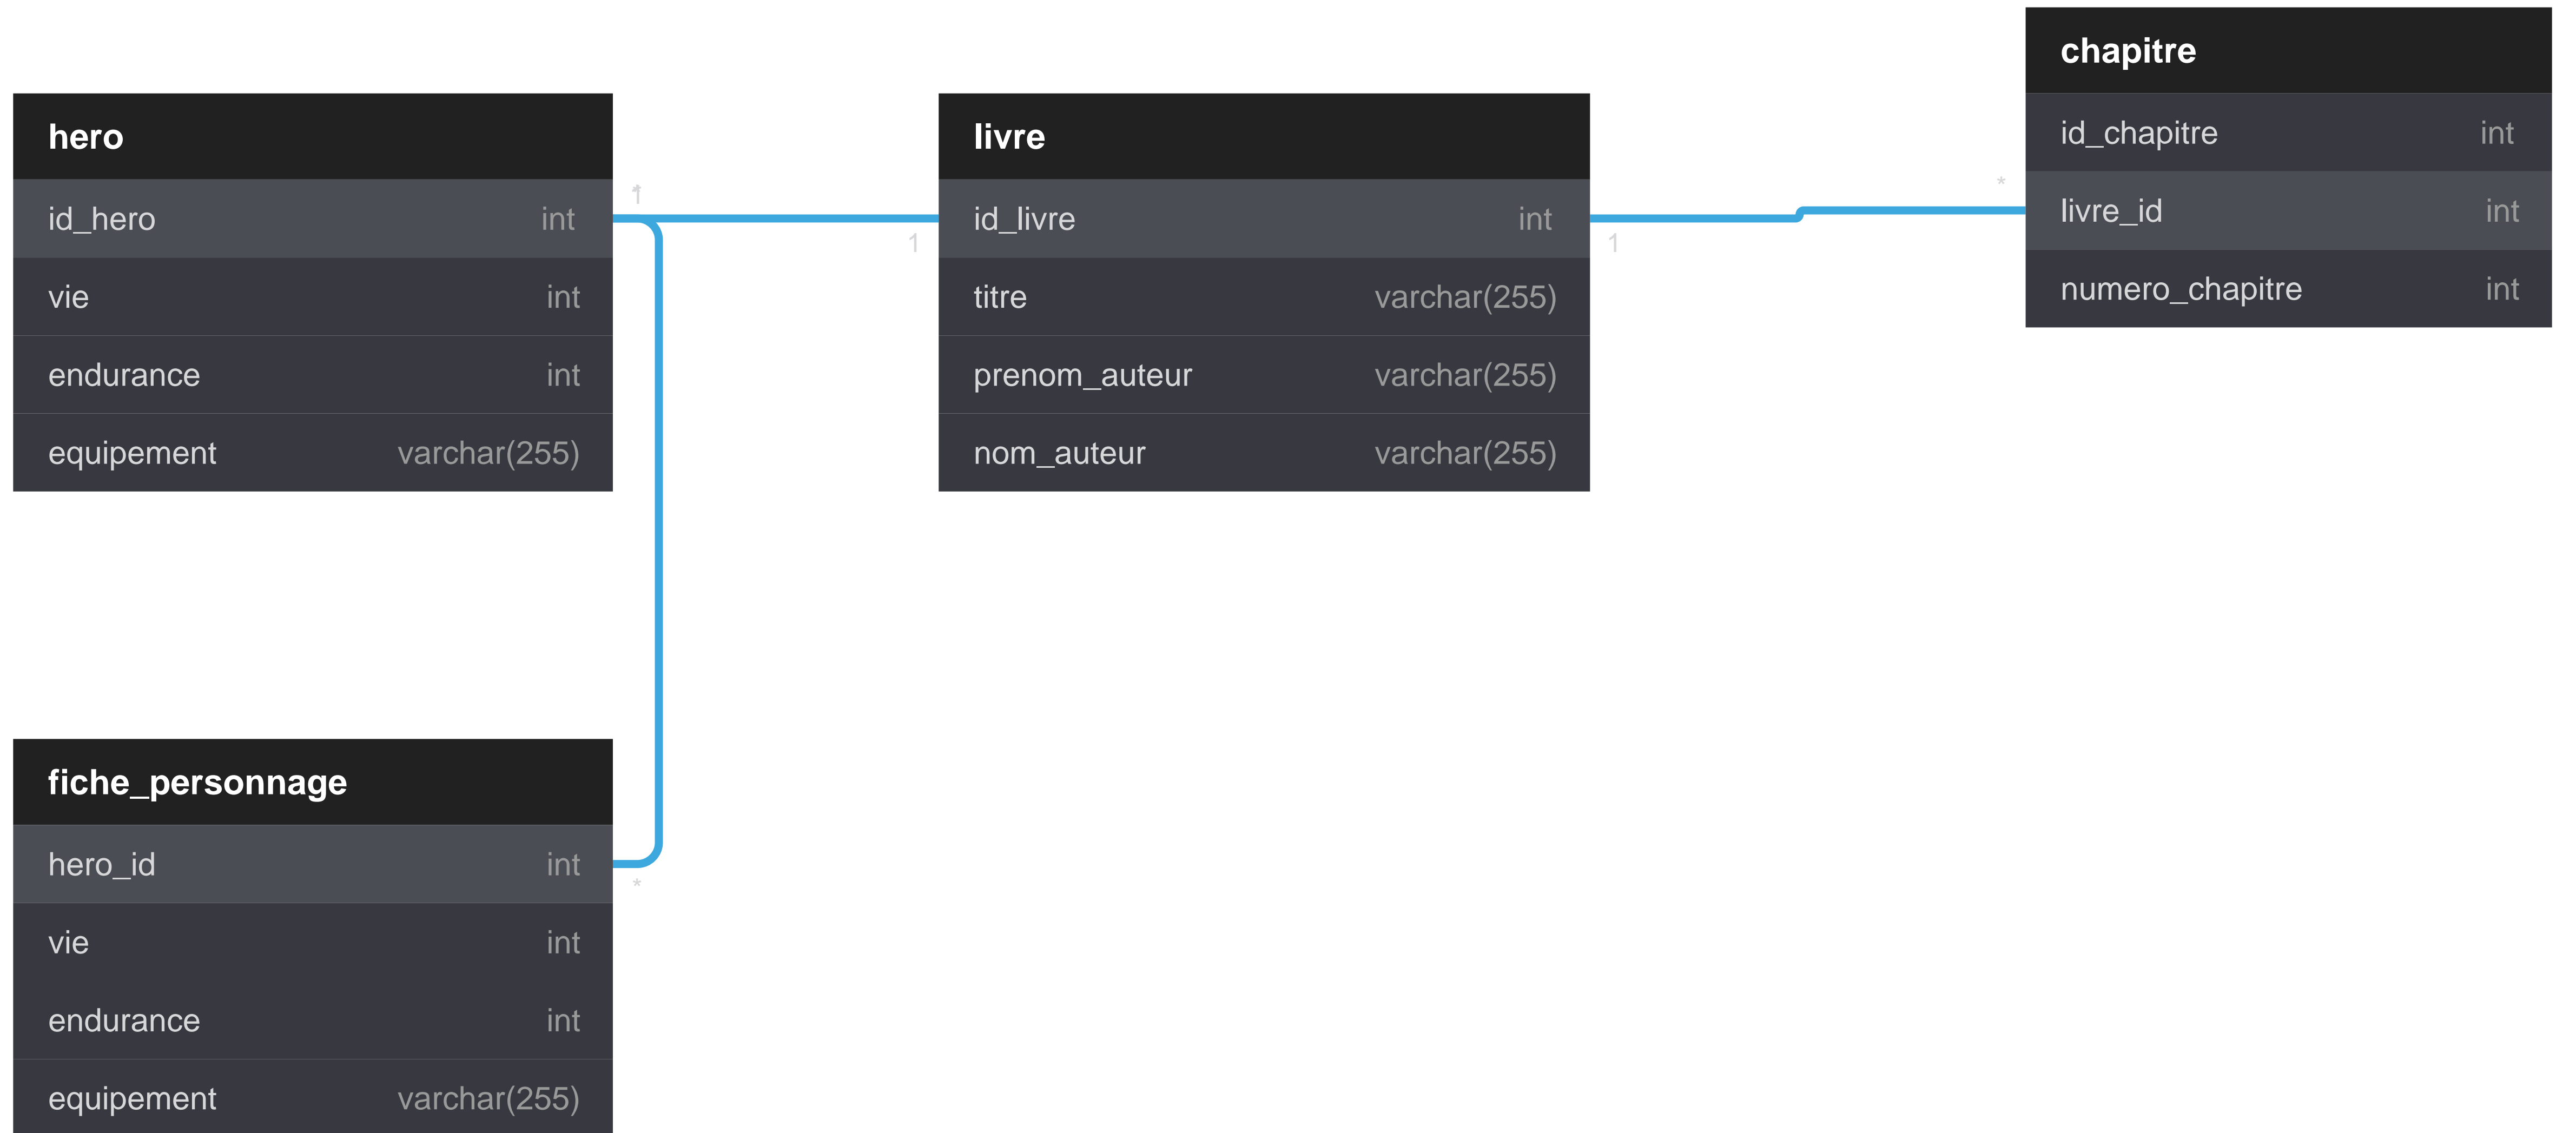 chapitre
id_chapitre int
livre_id int
numero_chapitre int
hero
id_hero int
vie int
endurance int
equipement varchar(255)
1
1
livre
id_livre int
titre varchar(255)
prenom_auteur varchar(255)
nom_auteur varchar(255)
1
*
fiche_personnage
hero_id int
vie int
endurance int
equipement varchar(255)
*